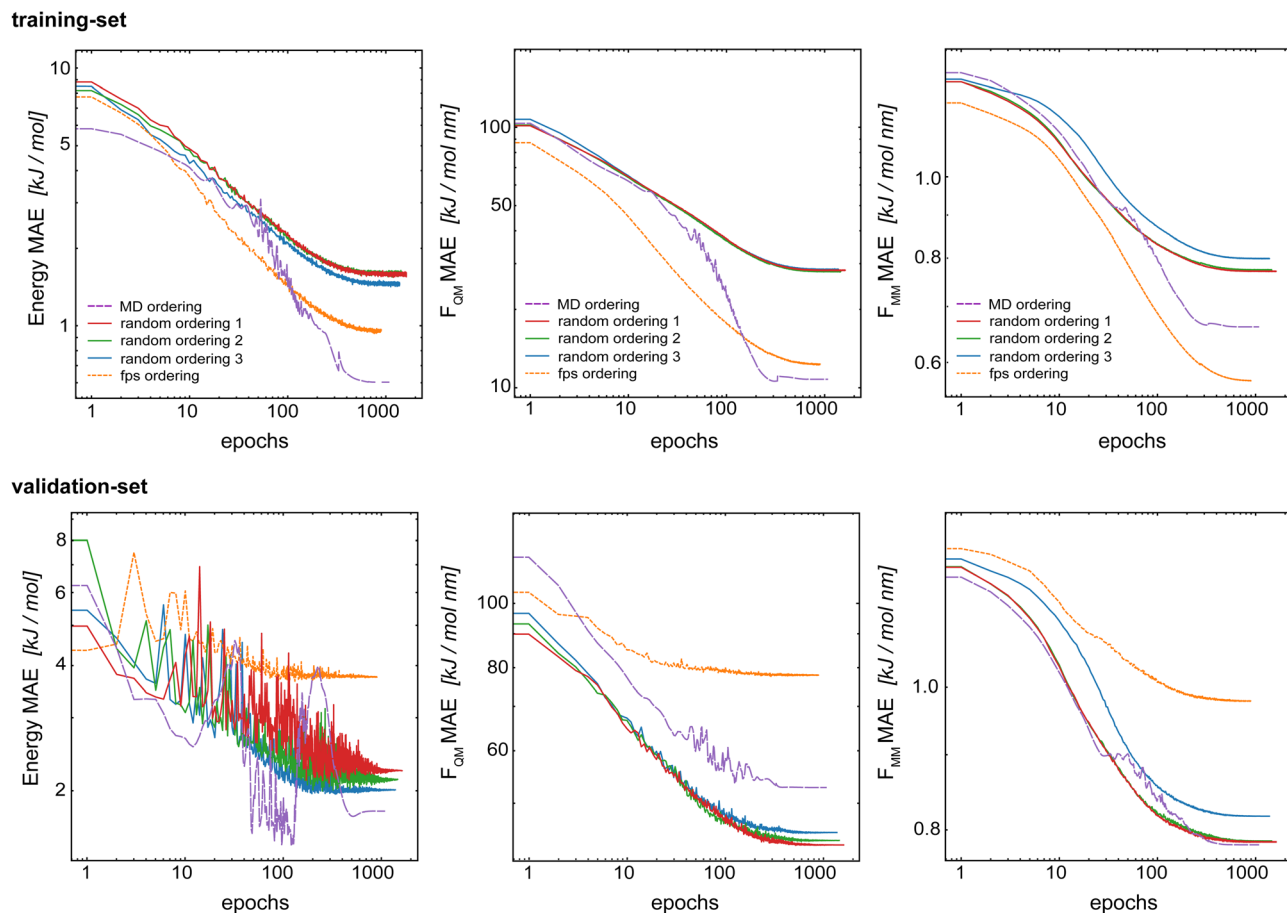 training-set
Energy MAE [kJ / mol]
10
5
1
MD ordering
random ordering 1
random ordering 2
random ordering 3
fps ordering
1 10 100 1000
epochs
F_QM MAE [kJ / mol nm]
100
50
10
MD ordering
random ordering 1
random ordering 2
random ordering 3
fps ordering
1 10 100 1000
epochs
F_MM MAE [kJ / mol nm]
1.0
0.8
0.6
MD ordering
random ordering 1
random ordering 2
random ordering 3
fps ordering
1 10 100 1000
epochs
validation-set
Energy MAE [kJ / mol]
8
6
4
2
1 10 100 1000
epochs
F_QM MAE [kJ / mol nm]
100
80
60
1 10 100 1000
epochs
F_MM MAE [kJ / mol nm]
1.0
0.8
1 10 100 1000
epochs